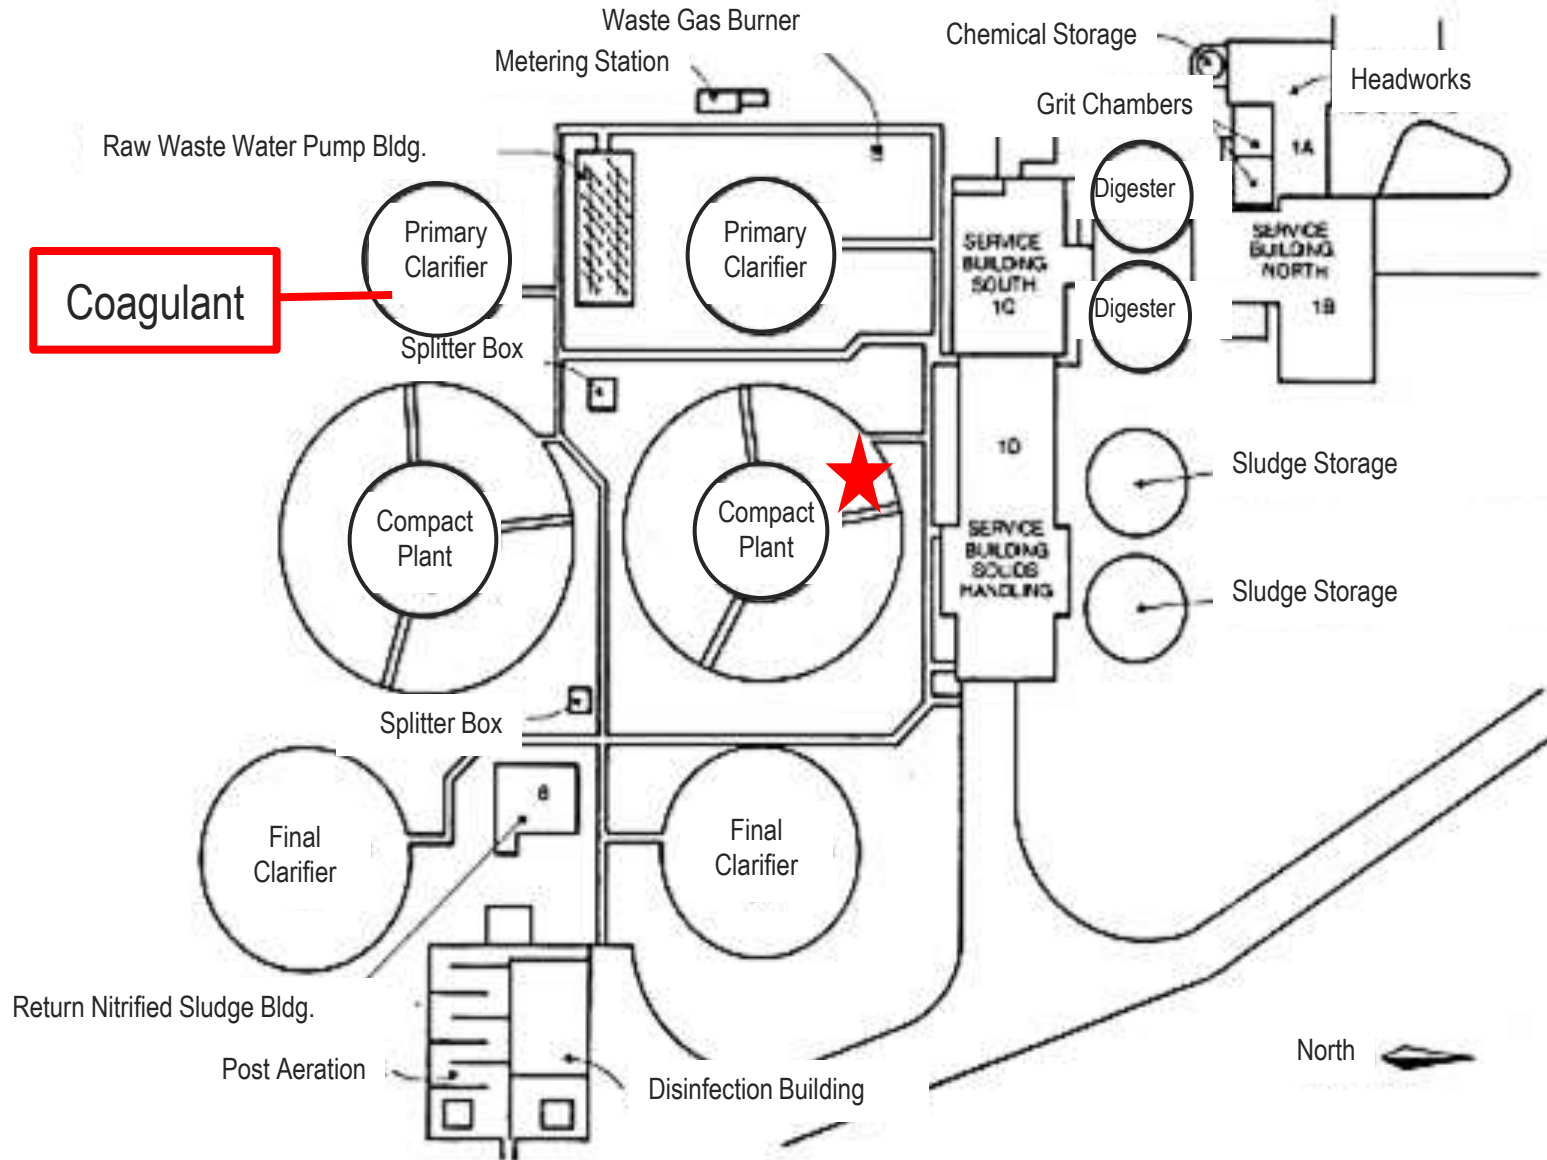 Waste Gas Burner
Metering Station
Chemical Storage
Headworks
Grit Chambers
Raw Waste Water Pump Bldg.
1A
Digester
Primary
Clarifier
Primary
Clarifier
SERVICE
BUILDING
SOUTH
1C
SERVICE
BUILDING
NORTH
1B
Coagulant
Digester
Splitter Box
1D
Sludge Storage
Compact
Plant
Compact
Plant
SERVICE
BUILDING
SOLIDS
HANDLING
Sludge Storage
Splitter Box
8
Final
Clarifier
Final
Clarifier
Return Nitrified Sludge Bldg.
Post Aeration
Disinfection Building
North